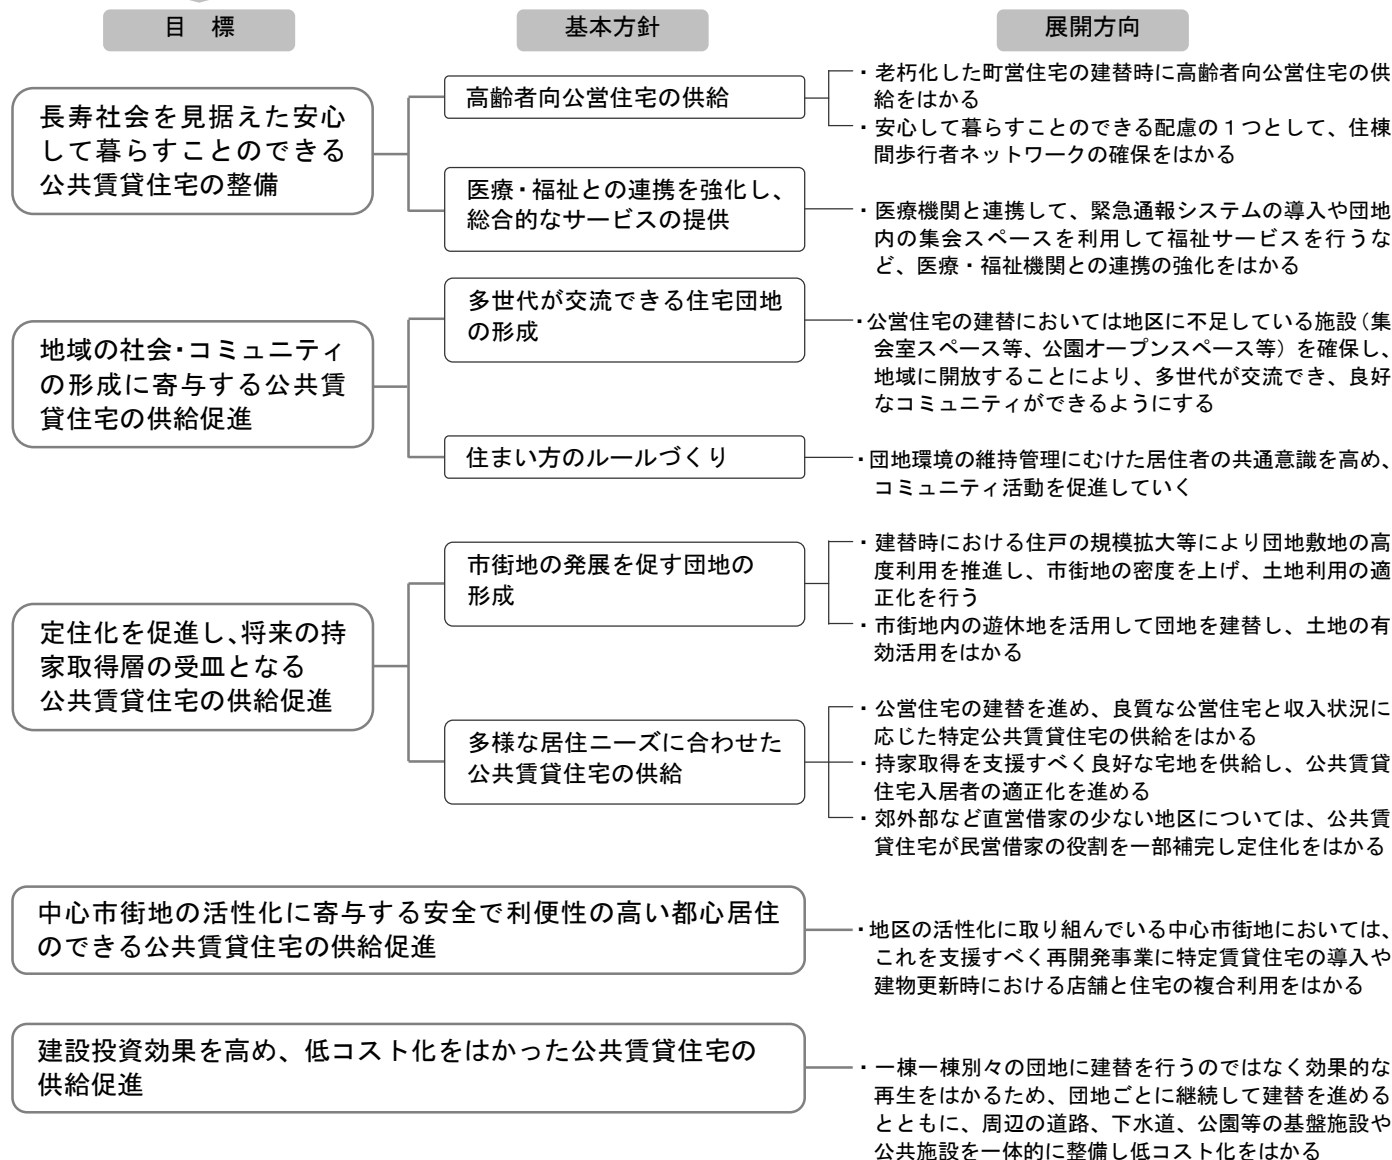 目 標
基本方針
展開方向
長寿社会を見据えた安心
して暮らすことのできる
公共賃貸住宅の整備
高齢者向公営住宅の供給
・老朽化した町営住宅の建替時に高齢者向公営住宅の供
給をはかる
・安心して暮らすことのできる配慮の1つとして、住棟
間歩行者ネットワークの確保をはかる
医療・福祉との連携を強化し、
総合的なサービスの提供
・医療機関と連携して、緊急通報システムの導入や団地
内の集会スペースを利用して福祉サービスを行うな
ど、医療・福祉機関との連携の強化をはかる
地域の社会・コミュニティ
の形成に寄与する公共賃
貸住宅の供給促進
多世代が交流できる住宅団地
の形成
・公営住宅の建替においては地区に不足している施設(集
会室スペース等、公園オープンスペース等)を確保し、
地域に開放することにより、多世代が交流でき、良好
なコミュニティができるようにする
住まい方のルールづくり
・団地環境の維持管理にむけた居住者の共通意識を高め、
コミュニティ活動を促進していく
定住化を促進し、将来の持
家取得層の受皿となる
公共賃貸住宅の供給促進
市街地の発展を促す団地の
形成
・建替時における住戸の規模拡大等により団地敷地の高
度利用を推進し、市街地の密度を上げ、土地利用の適
正化を行う
・市街地内の遊休地を活用して団地を建替し、土地の有
効活用をはかる
多様な居住ニーズに合わせた
公共賃貸住宅の供給
・公営住宅の建替を進め、良質な公営住宅と収入状況に
応じた特定公共賃貸住宅の供給をはかる
・持家取得を支援すべく良好な宅地を供給し、公共賃貸
住宅入居者の適正化を進める
・郊外部など直営借家の少ない地区については、公共賃
貸住宅が民営借家の役割を一部補完し定住化をはかる
中心市街地の活性化に寄与する安全で利便性の高い都心居住
のできる公共賃貸住宅の供給促進
・地区の活性化に取り組んでいる中心市街地においては、
これを支援すべく再開発事業に特定賃貸住宅の導入や
建物更新時における店舗と住宅の複合利用をはかる
建設投資効果を高め、低コスト化をはかった公共賃貸住宅の
供給促進
・一棟一棟別々の団地に建替を行うのではなく効果的な
再生をはかるため、団地ごとに継続して建替を進める
とともに、周辺の道路、下水道、公園等の基盤施設や
公共施設を一体的に整備し低コスト化をはかる